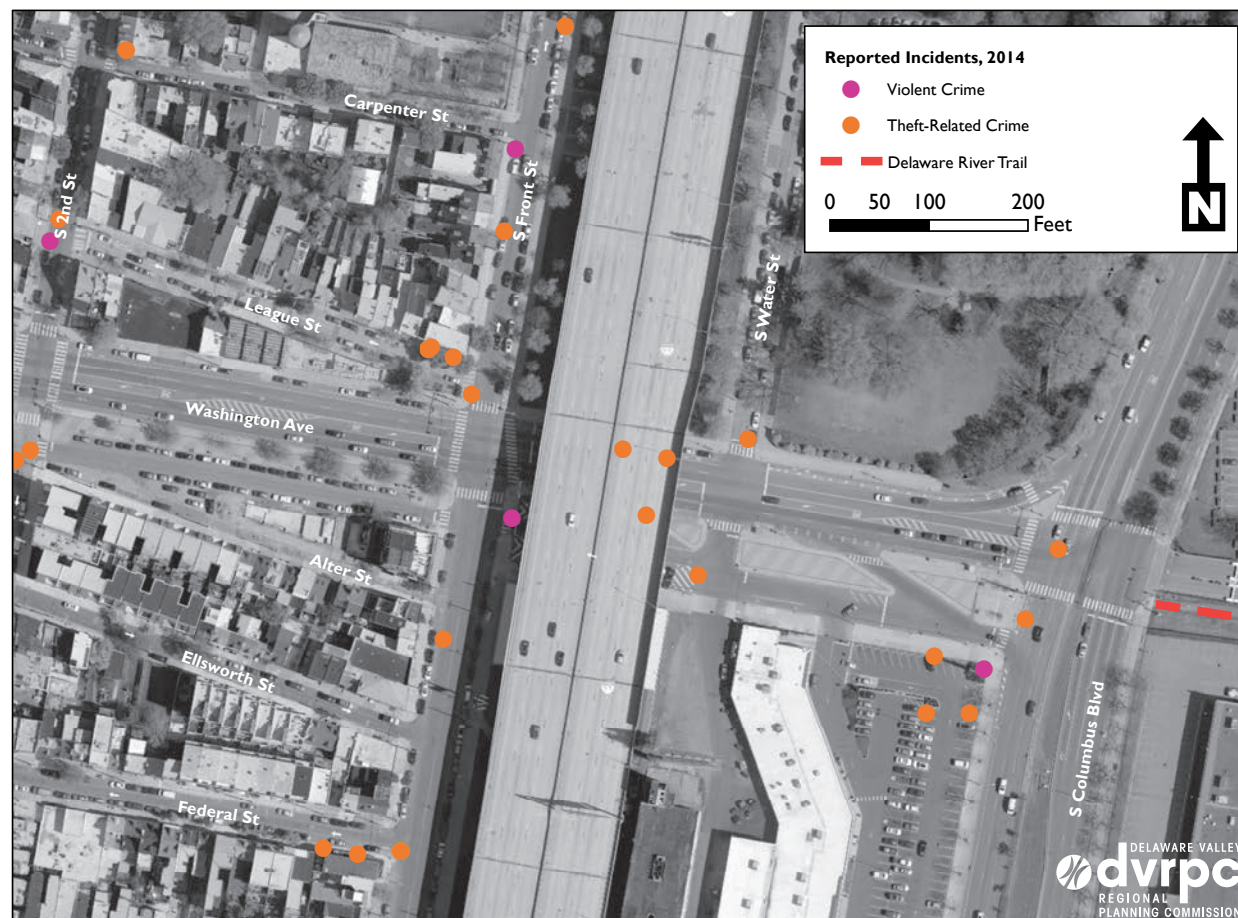 Reported Incidents, 2014
Violent Crime
Theft-Related Crime
Delaware River Trail
0 50 100 200
Feet
N
Carpenter St
S Front St
S 2nd St
S Water St
League St
Washington Ave
Alter St
Ellsworth St
S Columbus Blvd
Federal St
DELAWARE VALLEY
dvrpc
REGIONAL
PLANNING COMMISSION